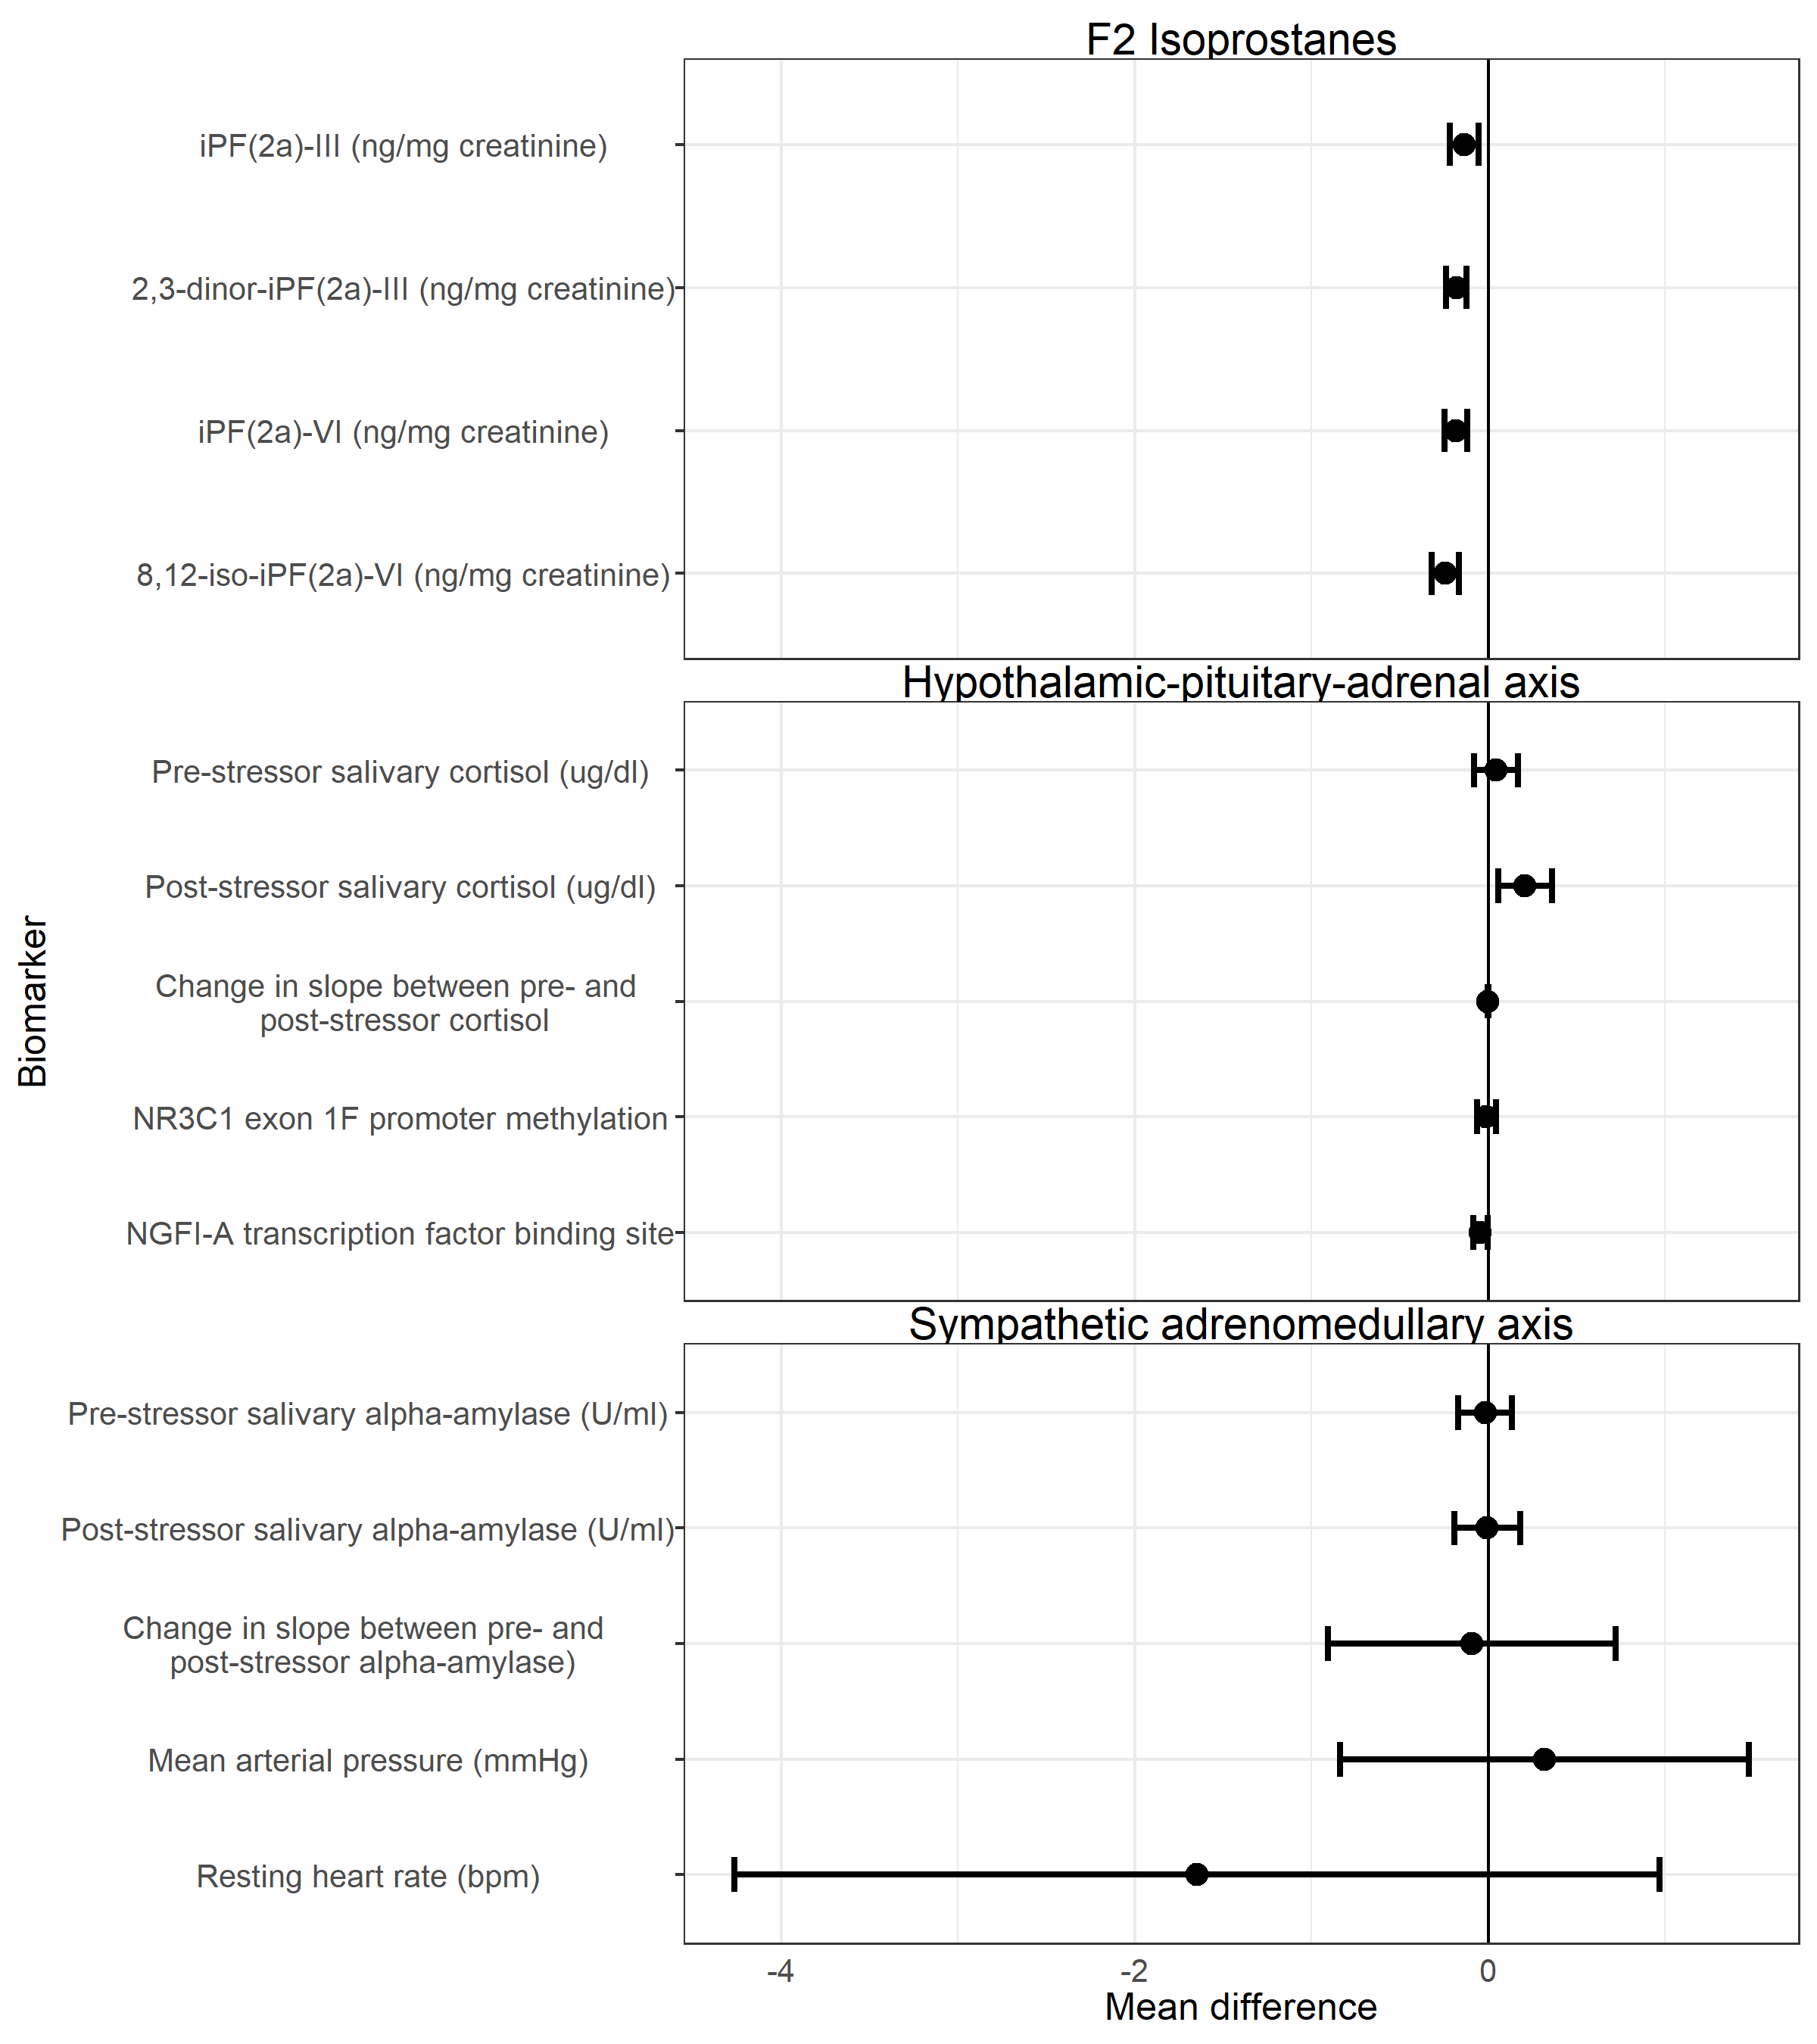 F2 Isoprostanes
iPF(2a)-III (ng/mg creatinine)
2,3-dinor-iPF(2a)-III (ng/mg creatinine)
iPF(2a)-VI (ng/mg creatinine)
8,12-iso-iPF(2a)-VI (ng/mg creatinine)
Hypothalamic-pituitary-adrenal axis
Pre-stressor salivary cortisol (ug/dl)
Post-stressor salivary cortisol (ug/dl)
Change in slope between pre- and
post-stressor cortisol
NR3C1 exon 1F promoter methylation
NGFI-A transcription factor binding site
Biomarker
Sympathetic adrenomedullary axis
Pre-stressor salivary alpha-amylase (U/ml)
Post-stressor salivary alpha-amylase (U/ml)
Change in slope between pre- and
post-stressor alpha-amylase)
Mean arterial pressure (mmHg)
Resting heart rate (bpm)
-4 -2 0
Mean difference